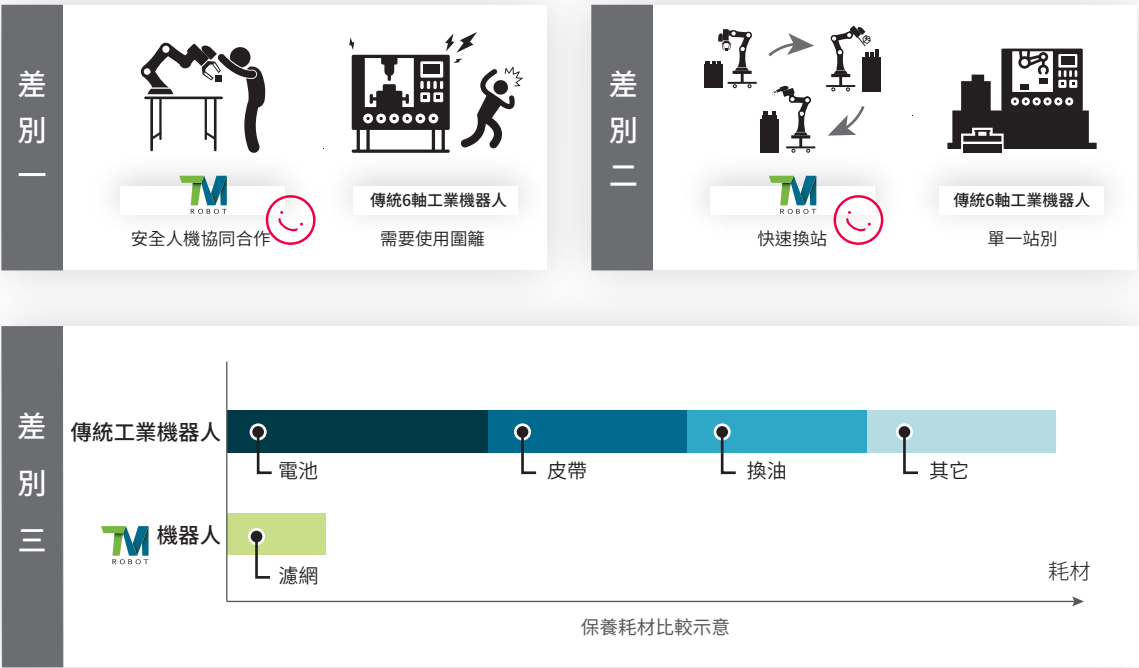 差別一
TM
ROBOT
安全人機協同合作
傳統6軸工業機器人
需要使用圍籬
差別二
TM
ROBOT
快速換站
傳統6軸工業機器人
單一站別
差別三
傳統工業機器人
電池
皮帶
換油
其它
TM
ROBOT
機器人
濾網
耗材
保養耗材比較示意